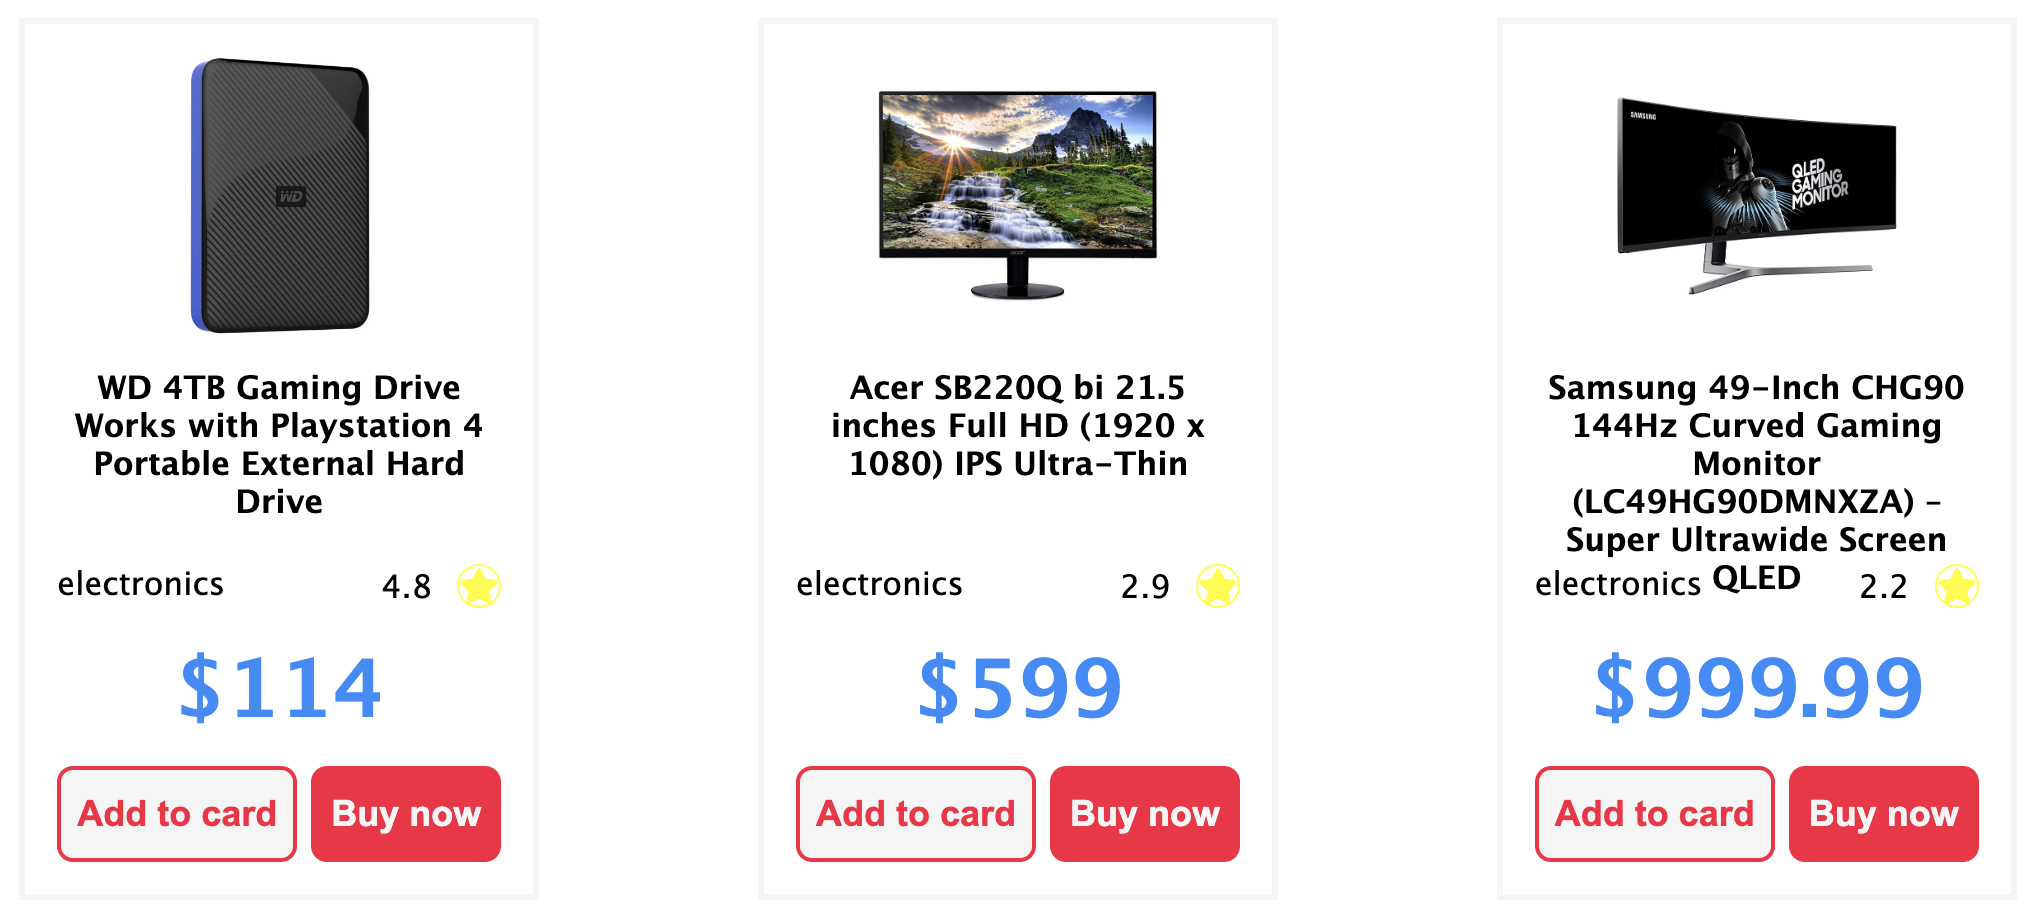 WD
WD 4TB Gaming Drive
Works with Playstation 4
Portable External Hard
Drive
electronics 4.8
$114
Add to card Buy now
acer
Acer SB220Q bi 21.5
inches Full HD (1920 x
1080) IPS Ultra-Thin
electronics 2.9
$599
Add to card Buy now
SAMSUNG
QLED
GAMING
MONITOR
Samsung 49-Inch CHG90
144Hz Curved Gaming
Monitor
(LC49HG90DMNXZA) –
Super Ultrawide Screen
QLED
electronics 2.2
$999.99
Add to card Buy now